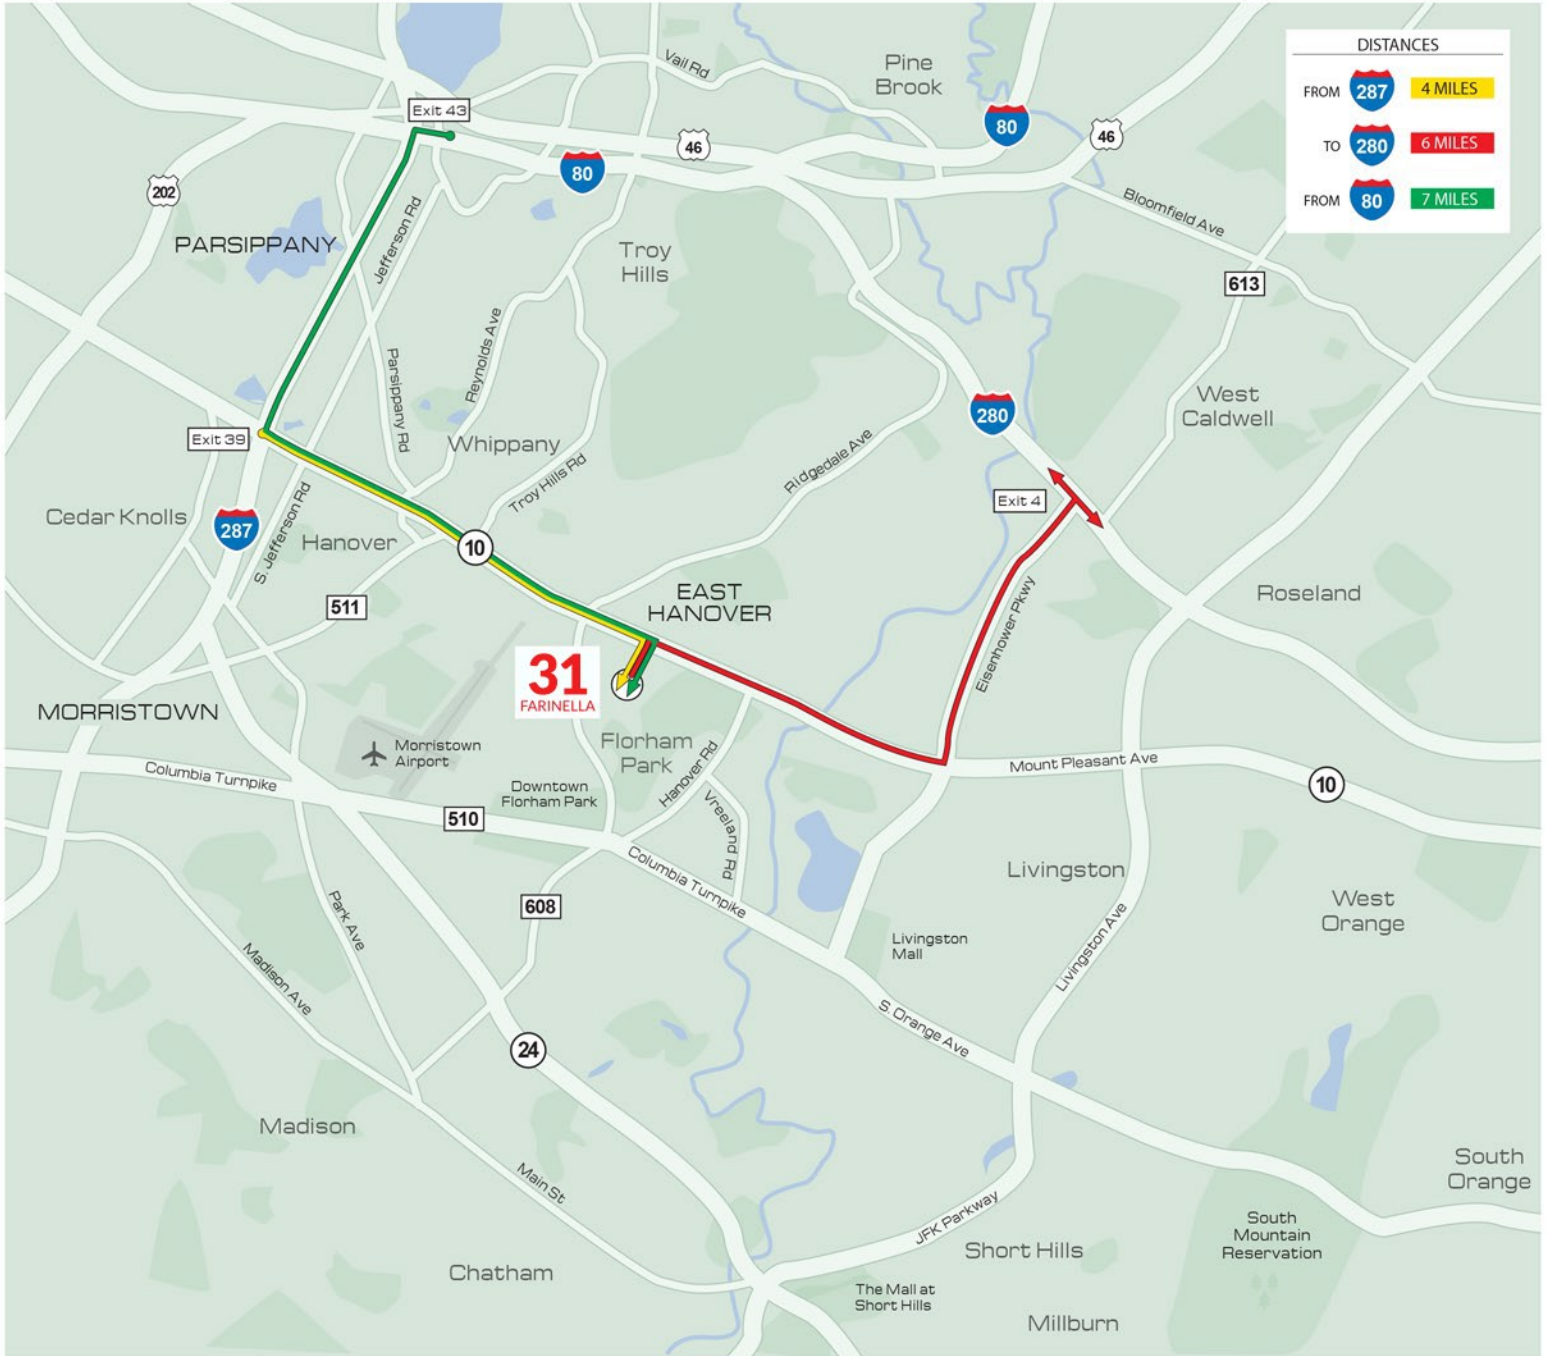 DISTANCES
FROM 287 4 MILES
TO 280 6 MILES
FROM 80 7 MILES
Vail Rd
Pine
Brook
Exit 43
46
80
80
46
202
Bloomfield Ave
PARSIPPANY
Jefferson Rd
Troy
Hills
613
Reynolds Ave
Parsippany Rd
West
Caldwell
280
Exit 39
Whippany
Ridgedale Ave
Troy Hills Rd
Exit 4
Cedar Knolls
287
S. Jefferson Rd
Hanover
10
EAST
HANOVER
Roseland
511
Eisenhower Pkwy
31
FARINELLA
MORRISTOWN
Morristown
Airport
Florham
Park
Hanover Rd
Mount Pleasant Ave
10
Columbia Turnpike
Downtown
Florham Park
510
Vreeland Rd
Columbia Turnpike
Livingston
West
Orange
608
Park Ave
Madison Ave
Livingston
Mall
Livingston Ave
S. Orange Ave
24
Madison
Main St
South
Orange
JFK Parkway
South
Mountain
Reservation
Short Hills
Chatham
The Mall at
Short Hills
Millburn